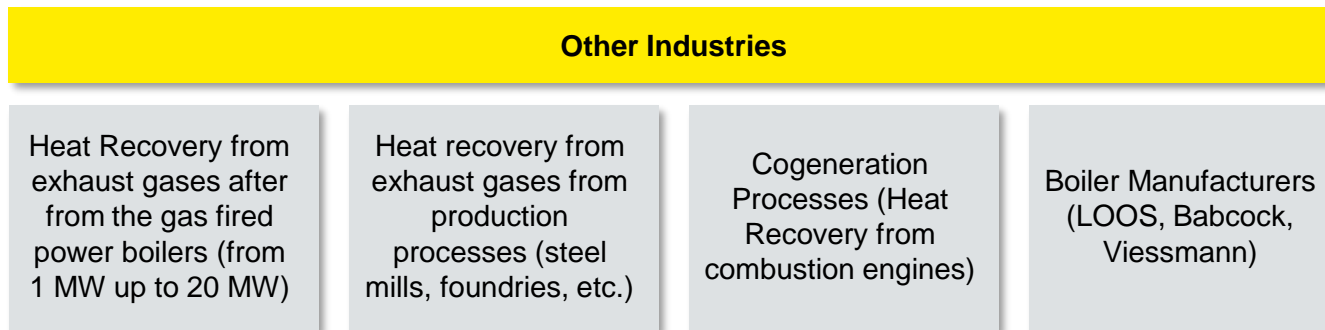 Other Industries
Heat Recovery from
exhaust gases after
from the gas fired
power boilers (from
1 MW up to 20 MW)
Heat recovery from
exhaust gases from
production
processes (steel
mills, foundries, etc.)
Cogeneration
Processes (Heat
Recovery from
combustion engines)
Boiler Manufacturers
(LOOS, Babcock,
Viessmann)